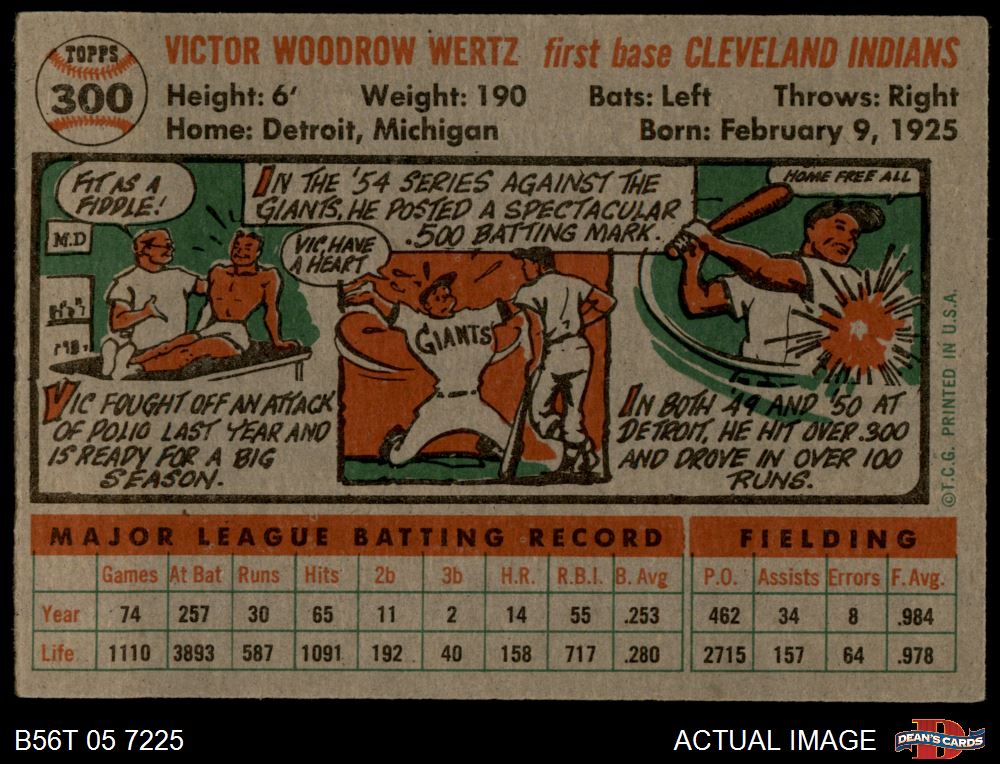 TOPPS
300
VICTOR WOODROW WERTZ first base CLEVELAND INDIANS
Height: 6' Weight: 190 Bats: Left Throws: Right
Home: Detroit, Michigan Born: February 9, 1925
FIT AS A
FIDDLE!
M.D
VIC FOUGHT OFF AN ATTACK
OF POLIO LAST YEAR AND
IS READY FOR A BIG
SEASON.
IN THE '54 SERIES AGAINST THE
GIANTS, HE POSTED A SPECTACULAR
.500 BATTING MARK.
VIC, HAVE
A HEART
GIANTS
HOME FREE ALL
IN BOTH '49 AND '50 AT
DETROIT, HE HIT OVER .300
AND DROVE IN OVER 100
RUNS.
©T.C.G. PRINTED IN U.S.A.
MAJOR LEAGUE BATTING RECORD FIELDING
Games At Bat Runs Hits 2b 3b H.R. R.B.I. B. Avg P.O. Assists Errors F. Avg.
Year 74 257 30 65 11 2 14 55 .253 462 34 8 .984
Life 1110 3893 587 1091 192 40 158 717 .280 2715 157 64 .978
B56T 05 7225
ACTUAL IMAGE
DEAN'S CARDS